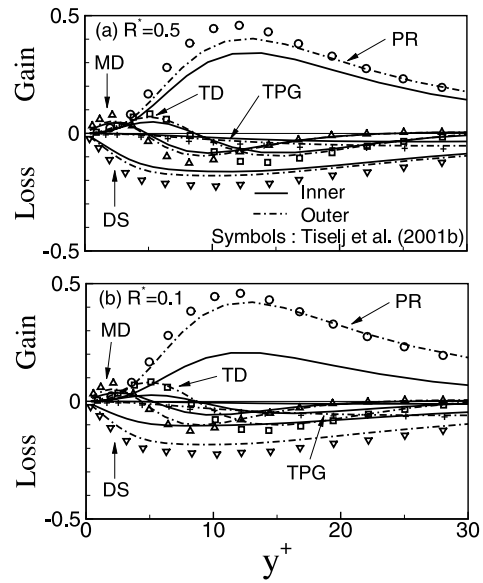 (a) R*=0.5
Gain
Loss
0.5
0
-0.5
MD
TD
TPG
PR
DS
Inner
Outer
Symbols : Tiselj et al. (2001b)
(b) R*=0.1
Gain
Loss
0.5
0
-0.5
MD
TD
PR
DS
TPG
0 10 20 30
y+